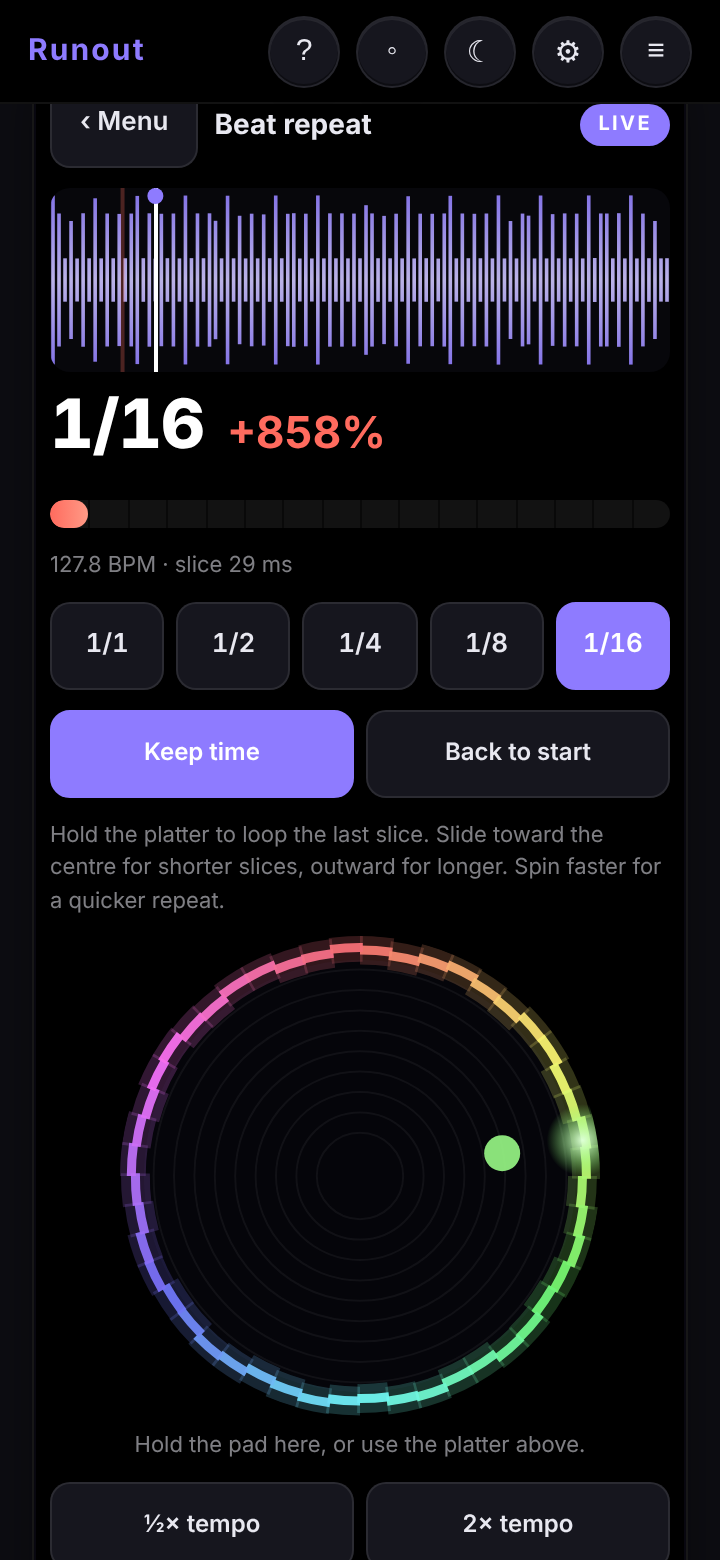 Runout
?
‹ Menu
Beat repeat
LIVE
1/16 +858%
127.8 BPM · slice 29 ms
1/1
1/2
1/4
1/8
1/16
Keep time
Back to start
Hold the platter to loop the last slice. Slide toward the
centre for shorter slices, outward for longer. Spin faster for
a quicker repeat.
Hold the pad here, or use the platter above.
½× tempo
2× tempo